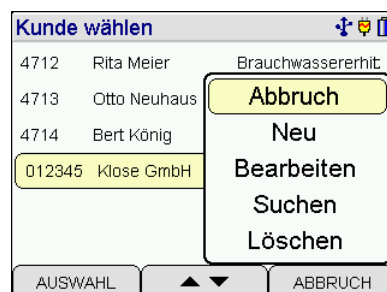 Kunde wählen
4712 Rita Meier Brauchwassererhit
4713 Otto Neuhaus
4714 Bert König
012345 Klose GmbH
Abbruch
Neu
Bearbeiten
Suchen
Löschen
AUSWAHL
ABBRUCH